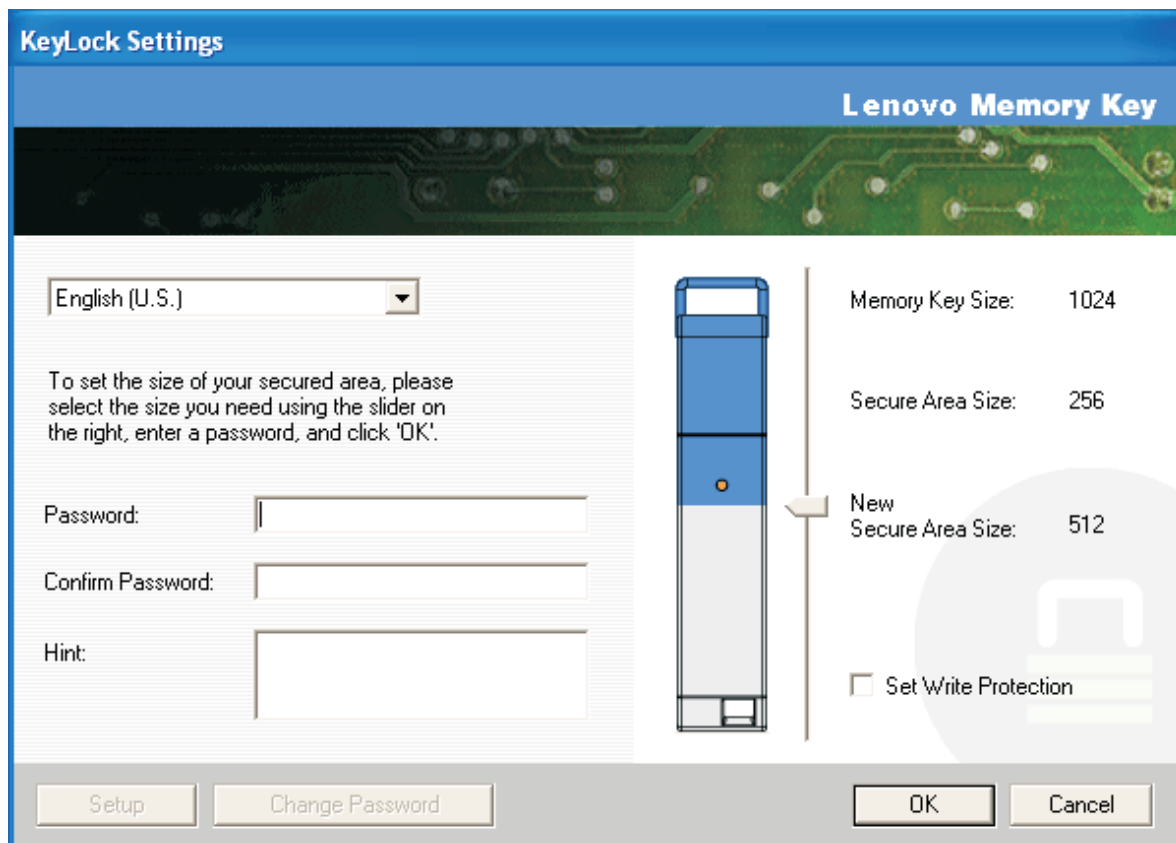 KeyLock Settings
Lenovo Memory Key
English (U.S.)
To set the size of your secured area, please
select the size you need using the slider on
the right, enter a password, and click 'OK'.
Password:
Confirm Password:
Hint:
Memory Key Size: 1024
Secure Area Size: 256
New
Secure Area Size: 512
Set Write Protection
Setup Change Password OK Cancel